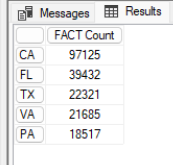 Messages Results
FACT Count
CA 97125
FL 39432
TX 22321
VA 21685
PA 18517